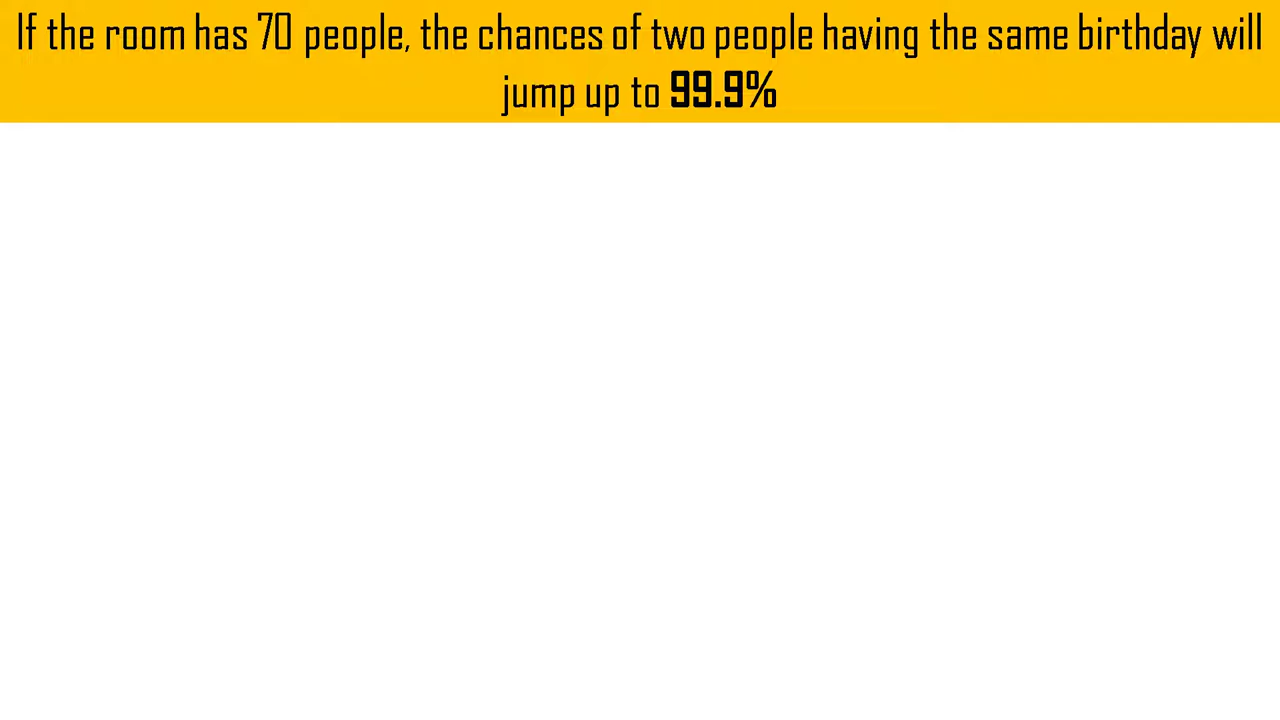 If the room has 70 people, the chances of two people having the same birthday will
jump up to 99.9%